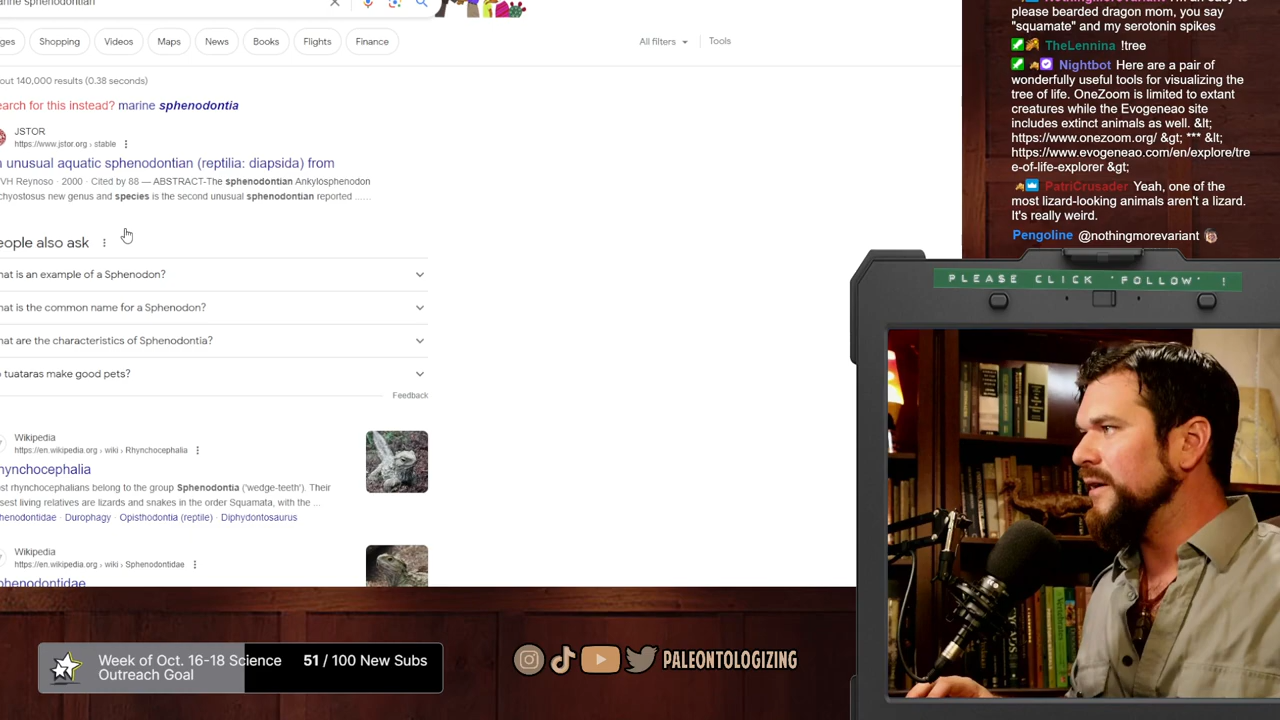 sphenodontian
Shopping Videos Maps News Books Flights Finance All filters Tools
140,000 results (0.38 seconds)
for this instead? marine sphenodontia
JSTOR
https://www.jstor.org › stable
unusual aquatic sphenodontian (reptilia: diapsida) from
VH Reynoso · 2000 · Cited by 88 — ABSTRACT-The sphenodontian Ankylosphenodon
new genus and species is the second unusual sphenodontian reported ......
also ask
is an example of a Sphenodon?
is the common name for a Sphenodon?
are the characteristics of Sphenodontia?
tuataras make good pets?
Feedback
Wikipedia
https://en.wikipedia.org › wiki › Rhynchocephalia
hynchocephalia
rhynchocephalians belong to the group Sphenodontia ('wedge-teeth'). Their
living relatives are lizards and snakes in the order Squamata, with the ...
henodontidae · Durophagy · Opisthodontia (reptile) · Diphydontosaurus
Wikipedia
https://en.wikipedia.org › wiki › Sphenodontidae
phenodontidae
please bearded dragon mom, you say
"squamate" and my serotonin spikes
TheLennina !tree
Nightbot Here are a pair of
wonderfully useful tools for visualizing the
tree of life. OneZoom is limited to extant
creatures while the Evogeneao site
includes extinct animals as well. &lt;
https://www.onezoom.org/ &gt; *** &lt;
https://www.evogeneao.com/en/explore/tre
e-of-life-explorer &gt;
PatriCrusader Yeah, one of the
most lizard-looking animals aren't a lizard.
It's really weird.
Pengoline @nothingmorevariant
PLEASE CLICK 'FOLLOW' !
Week of Oct. 16-18 Science 51 / 100 New Subs
Outreach Goal
PALEONTOLOGIZING